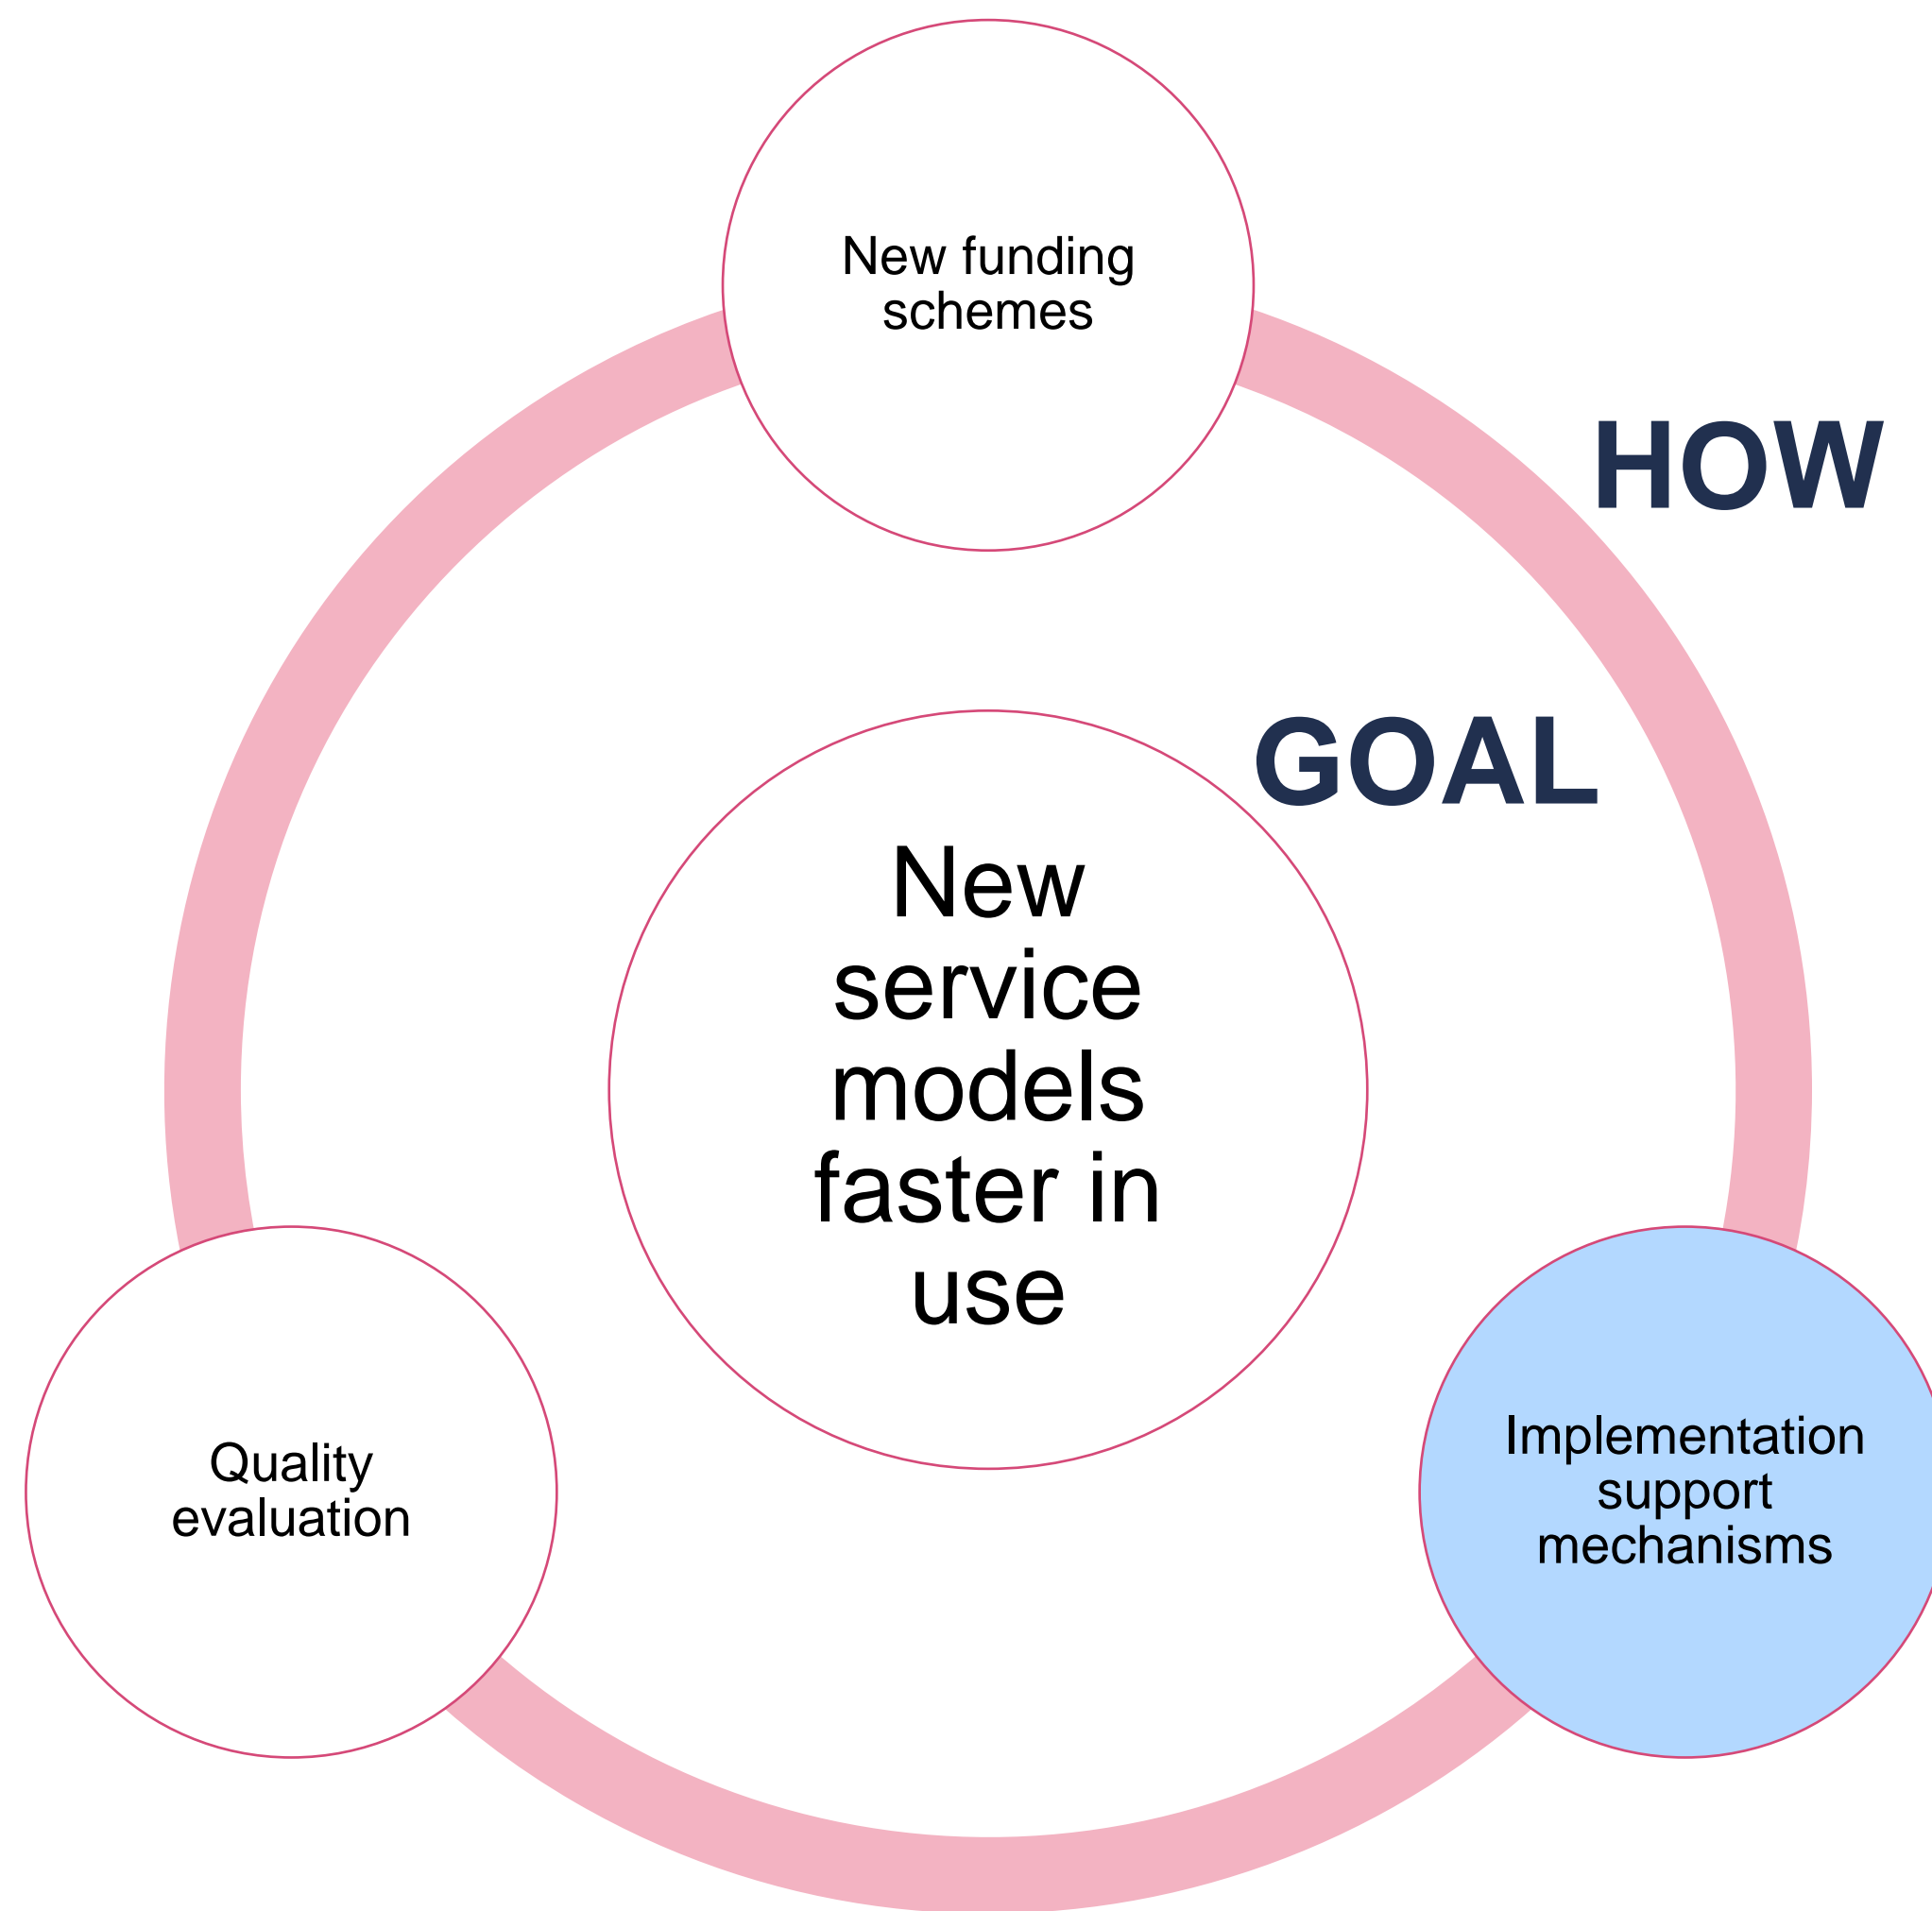 New funding
schemes
HOW
GOAL
New
service
models
faster in
use
Quality
evaluation
Implementation
support
mechanisms